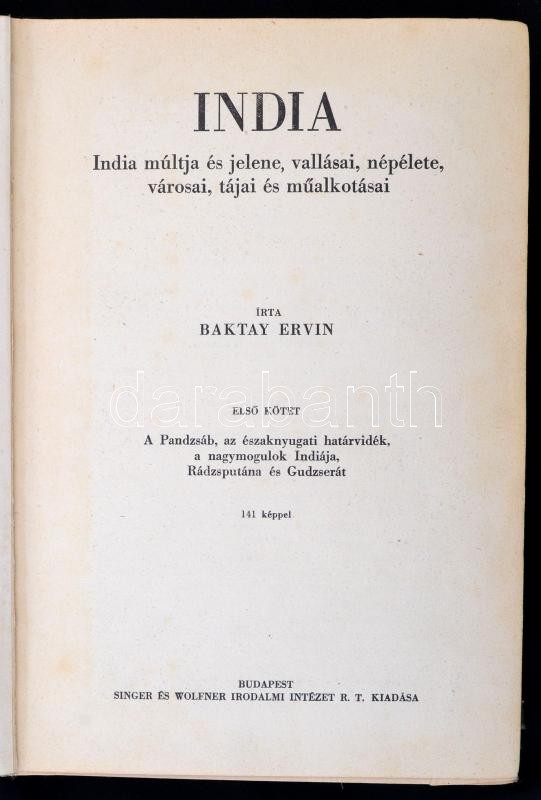 INDIA
India múltja és jelene, vallásai, népélete,
városai, tájai és műalkotásai
ÍRTA
BAKTAY ERVIN
darabanth
ELSŐ KÖTET
A Pandzsáb, az északnyugati határvidék,
a nagymogulok Indiája,
Rádzsputána és Gudzserát
141 képpel
BUDAPEST
SINGER ÉS WOLFNER IRODALMI INTÉZET R. T. KIADÁSA